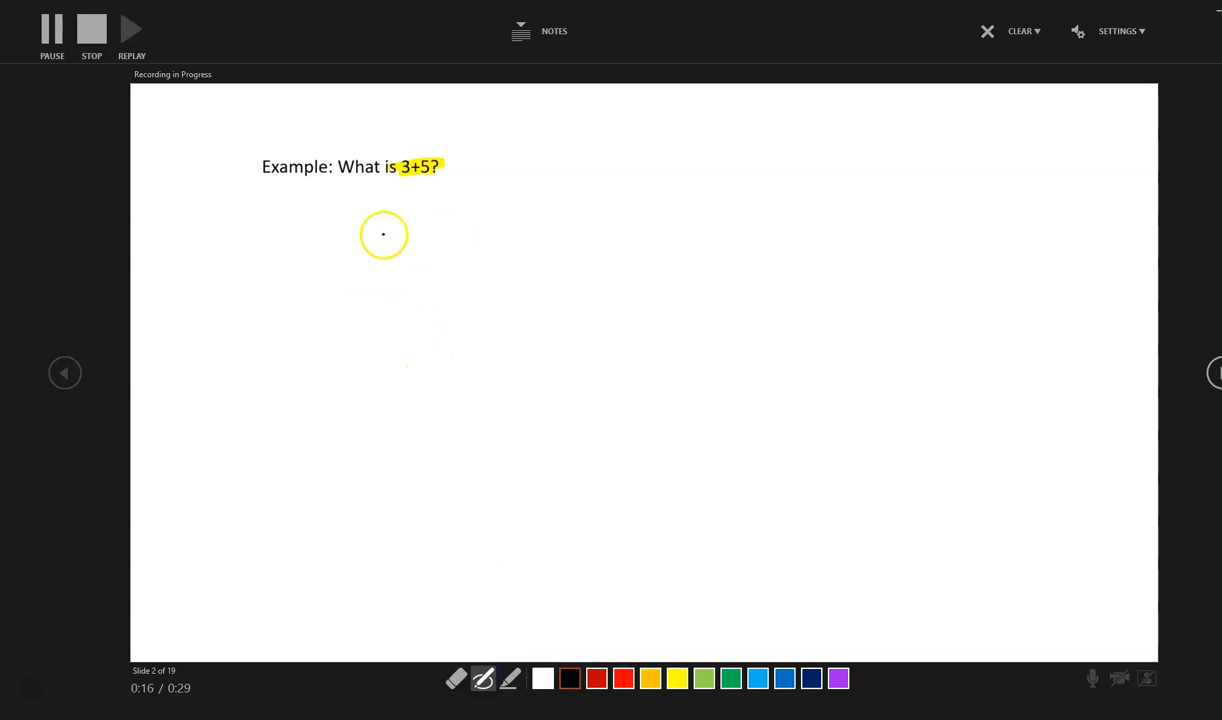 NOTES
CLEAR
SETTINGS
PAUSE STOP REPLAY
Recording in Progress
Example: What is 3+5?
Slide 2 of 19
0:16 / 0:29